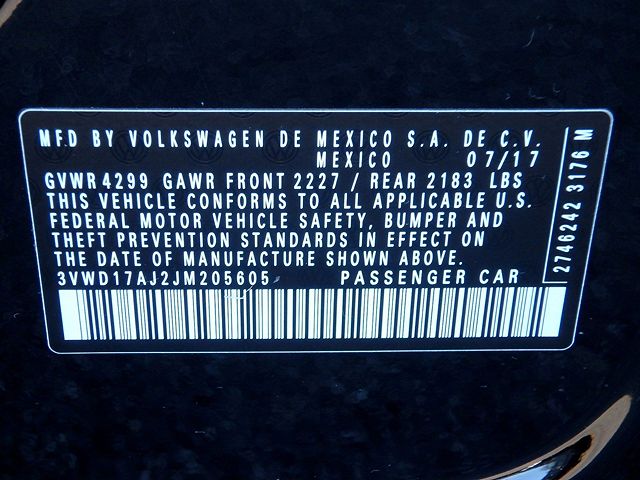 MFD BY VOLKSWAGEN DE MEXICO S.A. DE C.V.
MEXICO 07/17
GVWR 4299 GAWR FRONT 2227 / REAR 2183 LBS
THIS VEHICLE CONFORMS TO ALL APPLICABLE U.S.
FEDERAL MOTOR VEHICLE SAFETY, BUMPER AND
THEFT PREVENTION STANDARDS IN EFFECT ON
THE DATE OF MANUFACTURE SHOWN ABOVE.
3VWD17AJ2JM205605 PASSENGER CAR
2746242 3176 M